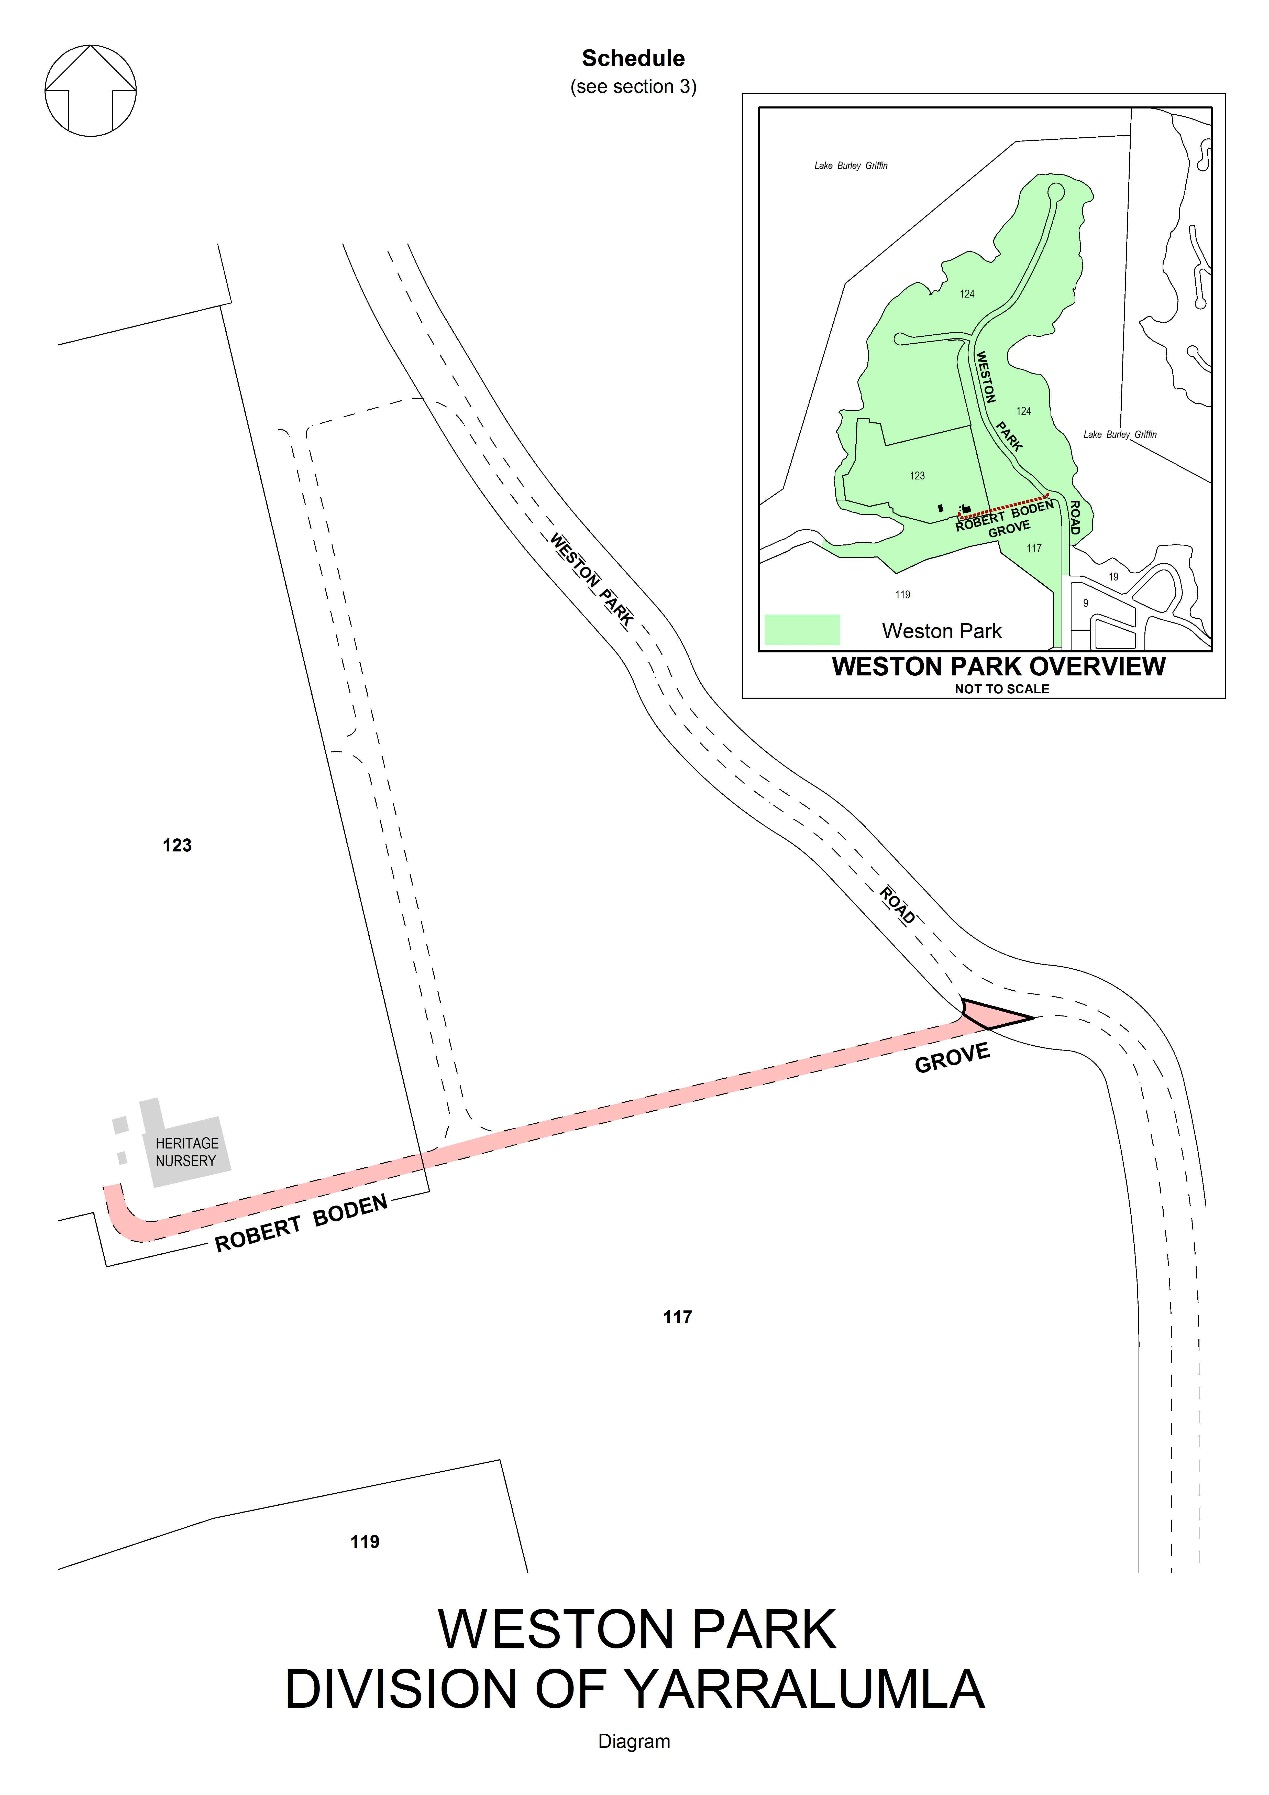 Schedule
(see section 3)
Lake Burley Griffin
124
WESTON
124
PARK
Lake Burley Griffin
123
ROBERT BODEN
GROVE
ROAD
117
19
9
119
Weston Park
WESTON PARK OVERVIEW
NOT TO SCALE
WESTON PARK
ROAD
123
GROVE
HERITAGE
NURSERY
ROBERT BODEN
117
119
WESTON PARK
DIVISION OF YARRALUMLA
Diagram